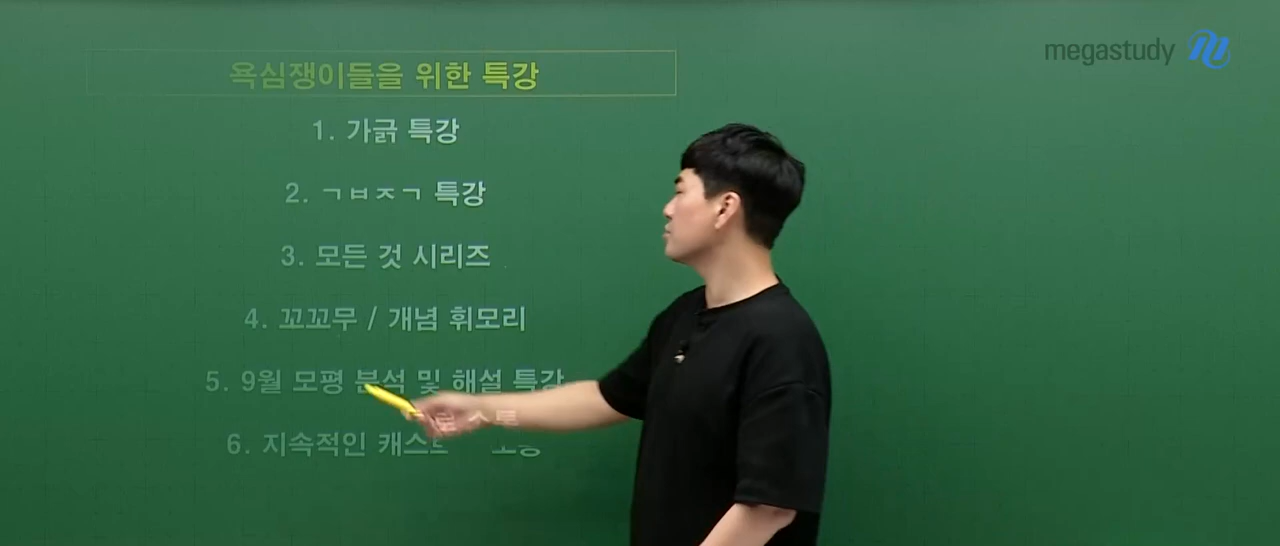 megastudy
욕심쟁이들을 위한 특강
1. 가긁 특강
2. ㄱㅂㅈㄱ 특강
3. 모든 것 시리즈
4. 꼬꼬무 / 개념 휘모리
5. 9월 모평 분석 및 해설 특강
6. 지속적인 캐스트